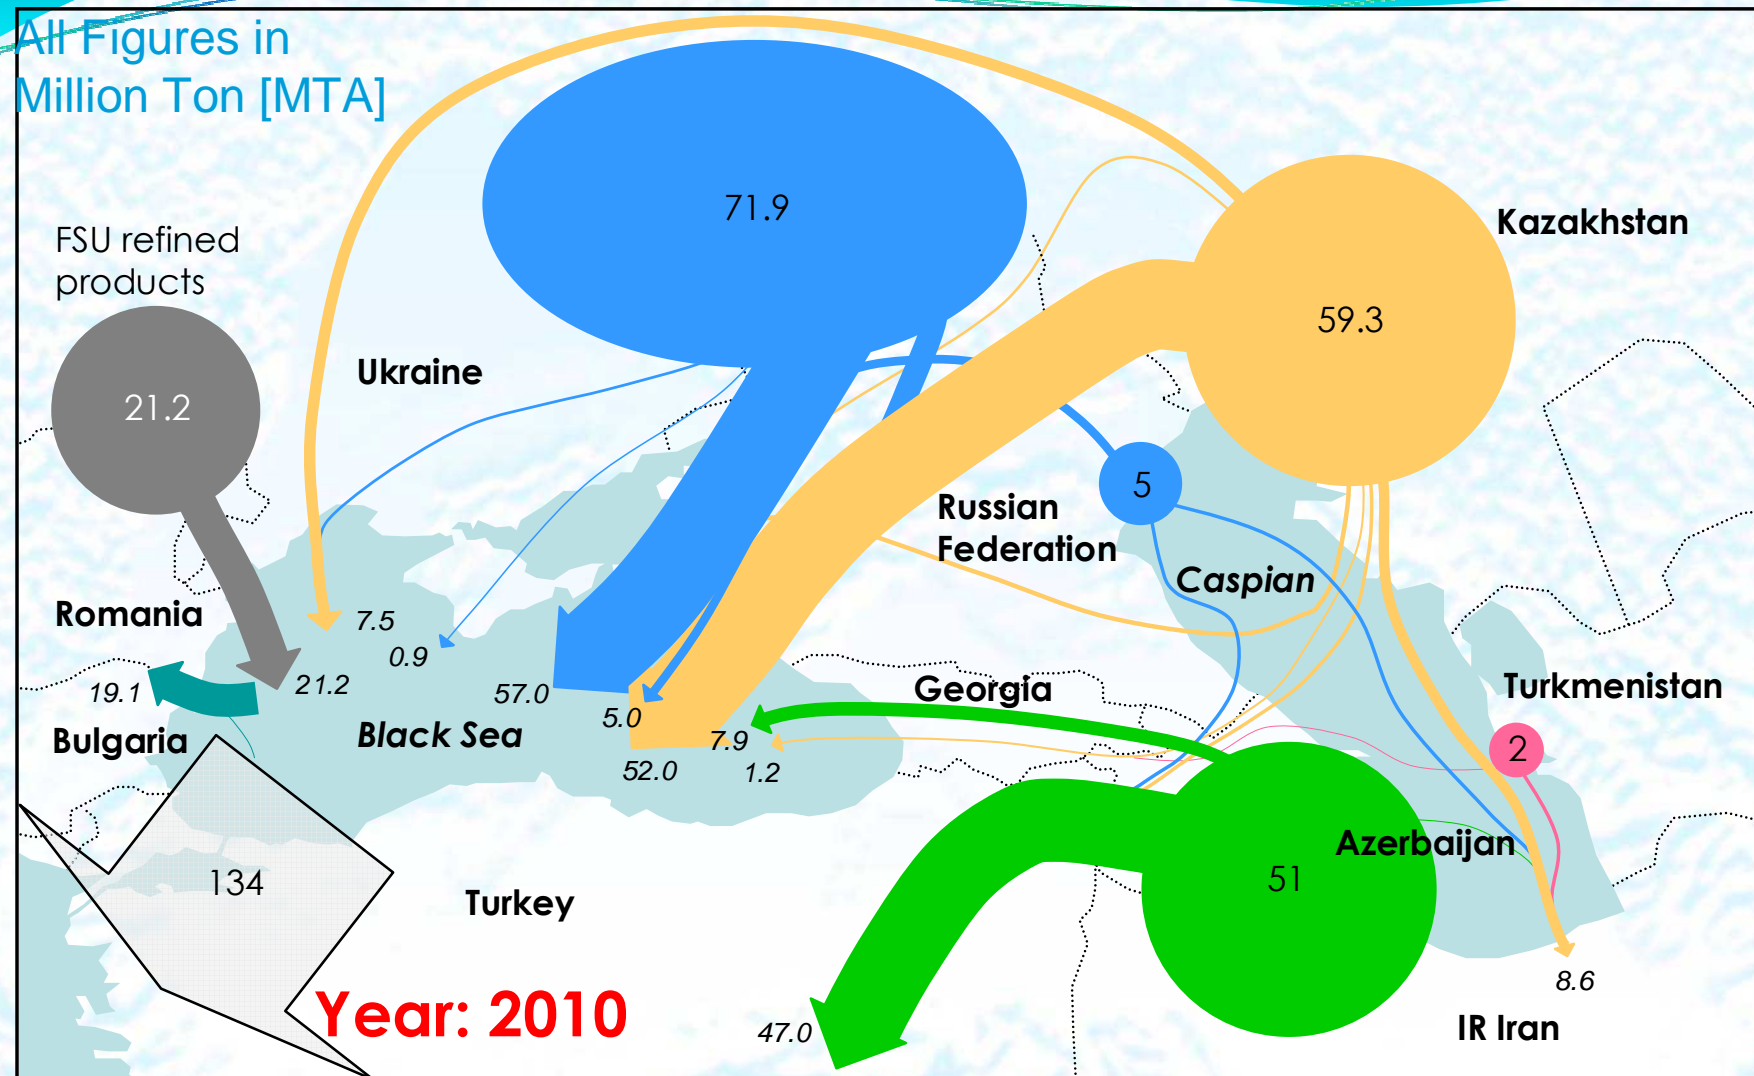 All Figures in
Million Ton [MTA]
71.9
Kazakhstan
FSU refined
products
59.3
Ukraine
21.2
5
Russian
Federation
Caspian
Romania
7.5
0.9
21.2
19.1
57.0
Georgia
Turkmenistan
5.0
Bulgaria
Black Sea
7.9
2
52.0
1.2
Azerbaijan
134
51
Turkey
8.6
Year: 2010
47.0
IR Iran